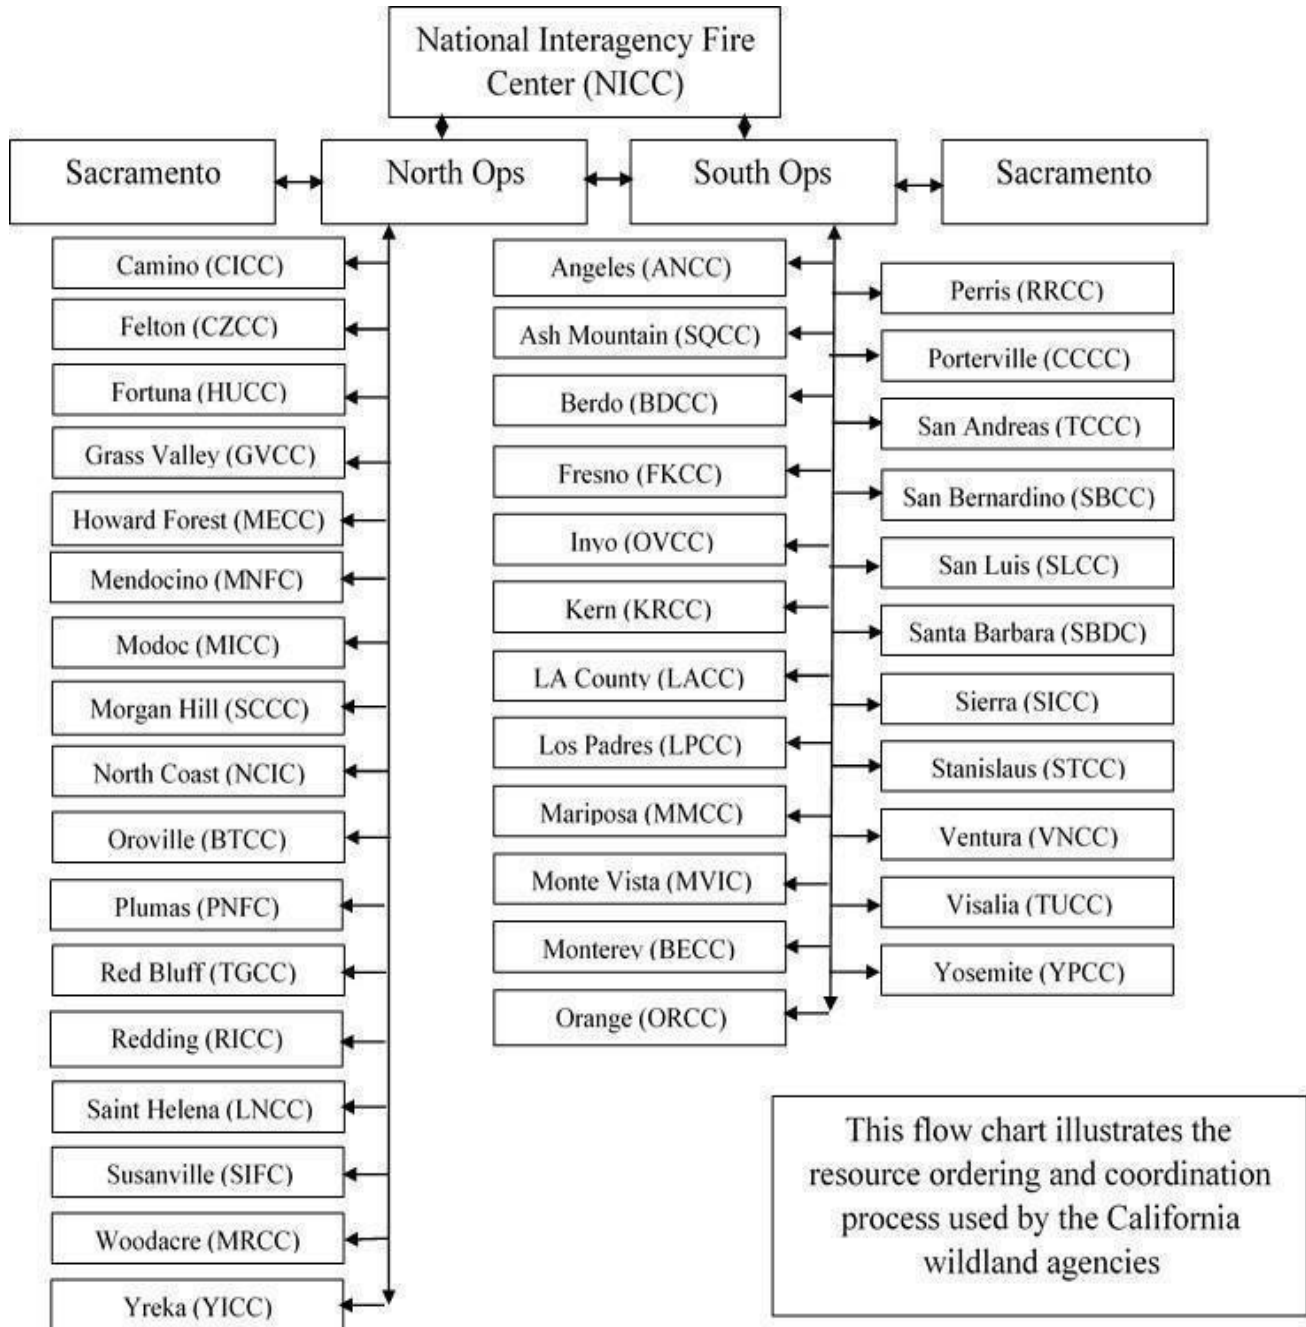 National Interagency Fire
Center (NICC)
Sacramento
North Ops
South Ops
Sacramento
Camino (CICC)
Felton (CZCC)
Fortuna (HUCC)
Grass Valley (GVCC)
Howard Forest (MECC)
Mendocino (MNFC)
Modoc (MICC)
Morgan Hill (SCCC)
North Coast (NCIC)
Oroville (BTCC)
Plumas (PNFC)
Red Bluff (TGCC)
Redding (RICC)
Saint Helena (LNCC)
Susanville (SIFC)
Woodacre (MRCC)
Yreka (YICC)
Angeles (ANCC)
Ash Mountain (SQCC)
Berdo (BDCC)
Fresno (FKCC)
Inyo (OVCC)
Kern (KRCC)
LA County (LACC)
Los Padres (LPCC)
Mariposa (MMCC)
Monte Vista (MVIC)
Monterey (BECC)
Orange (ORCC)
Perris (RRCC)
Porterville (CCCC)
San Andreas (TCCC)
San Bernardino (SBCC)
San Luis (SLCC)
Santa Barbara (SBDC)
Sierra (SICC)
Stanislaus (STCC)
Ventura (VNCC)
Visalia (TUCC)
Yosemite (YPCC)
This flow chart illustrates the
resource ordering and coordination
process used by the California
wildland agencies